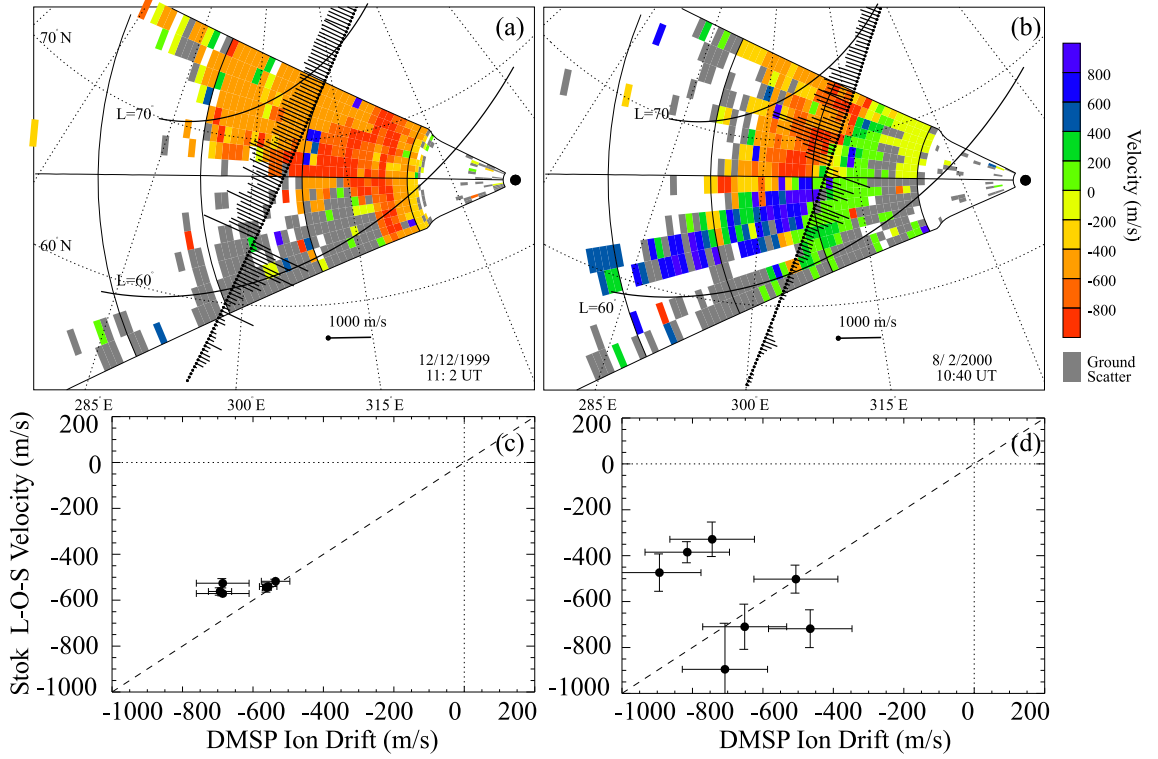 (a)
(b)
70° N
60° N
L=70°
L=60°
1000 m/s
12/12/1999
11: 2 UT
285° E
300° E
315° E
L=70°
L=60°
1000 m/s
8/ 2/2000
10:40 UT
285° E
300° E
315° E
800
600
400
200
0
-200
-400
-600
-800
Velocity (m/s)
Ground
Scatter
(c)
200
0
-200
-400
-600
-800
-1000
Stok L-O-S Velocity (m/s)
-1000 -800 -600 -400 -200 0 200
DMSP Ion Drift (m/s)
(d)
200
0
-200
-400
-600
-800
-1000
-1000 -800 -600 -400 -200 0 200
DMSP Ion Drift (m/s)